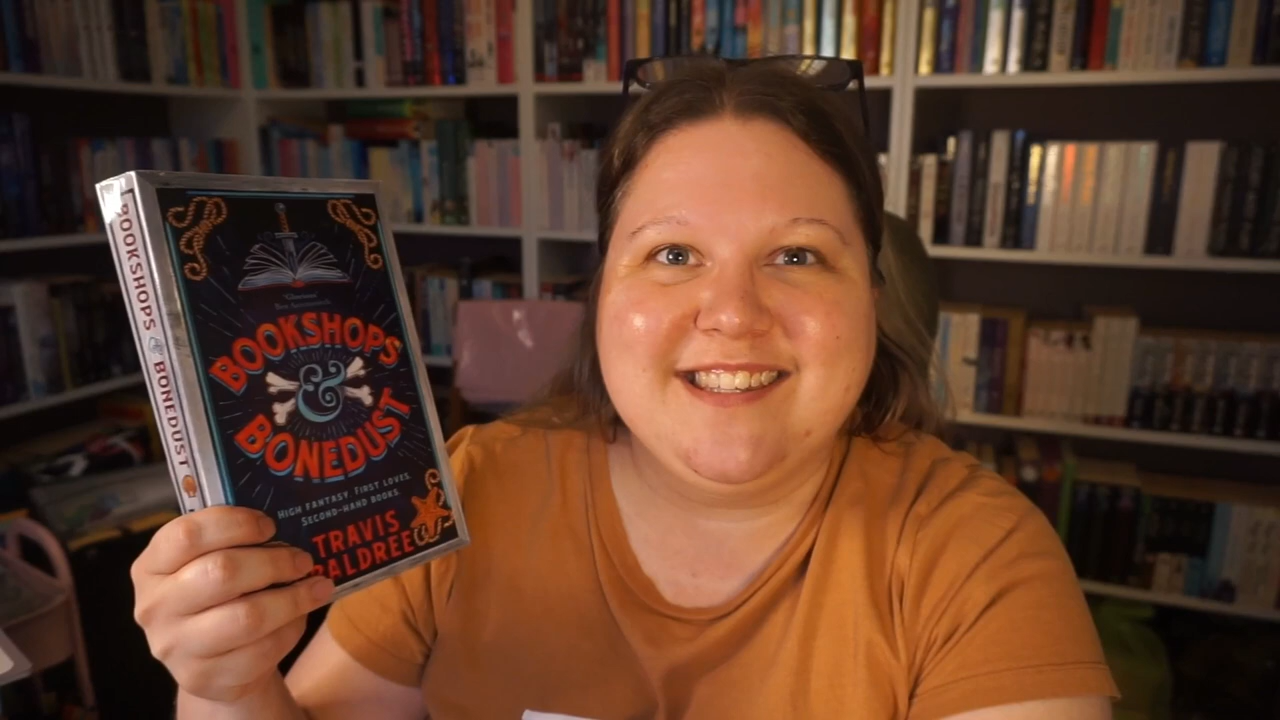 BOOKSHOPS & BONEDUST
BOOKSHOPS
&
BONEDUST
HIGH FANTASY. FIRST LOVES.
SECOND-HAND BOOKS.
TRAVIS
BALDREE